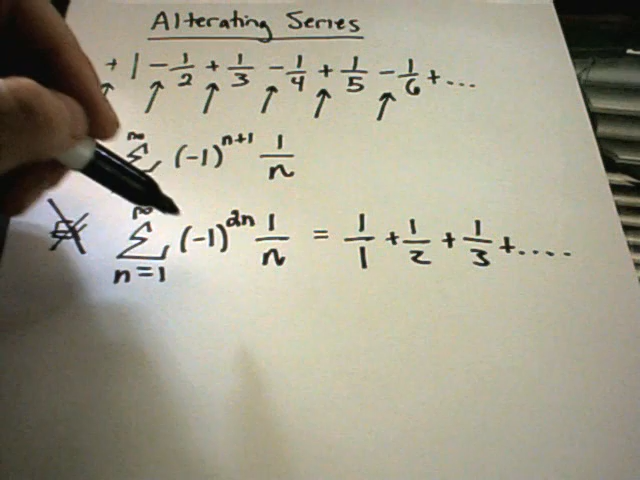 Alterating Series
+ 1 - 1/2 + 1/3 - 1/4 + 1/5 - 1/6 + ...
∞ Σ (-1)^(n+1) 1/n
∞ Σ n=1 (-1)^(2n) 1/n = 1/1 + 1/2 + 1/3 + ....